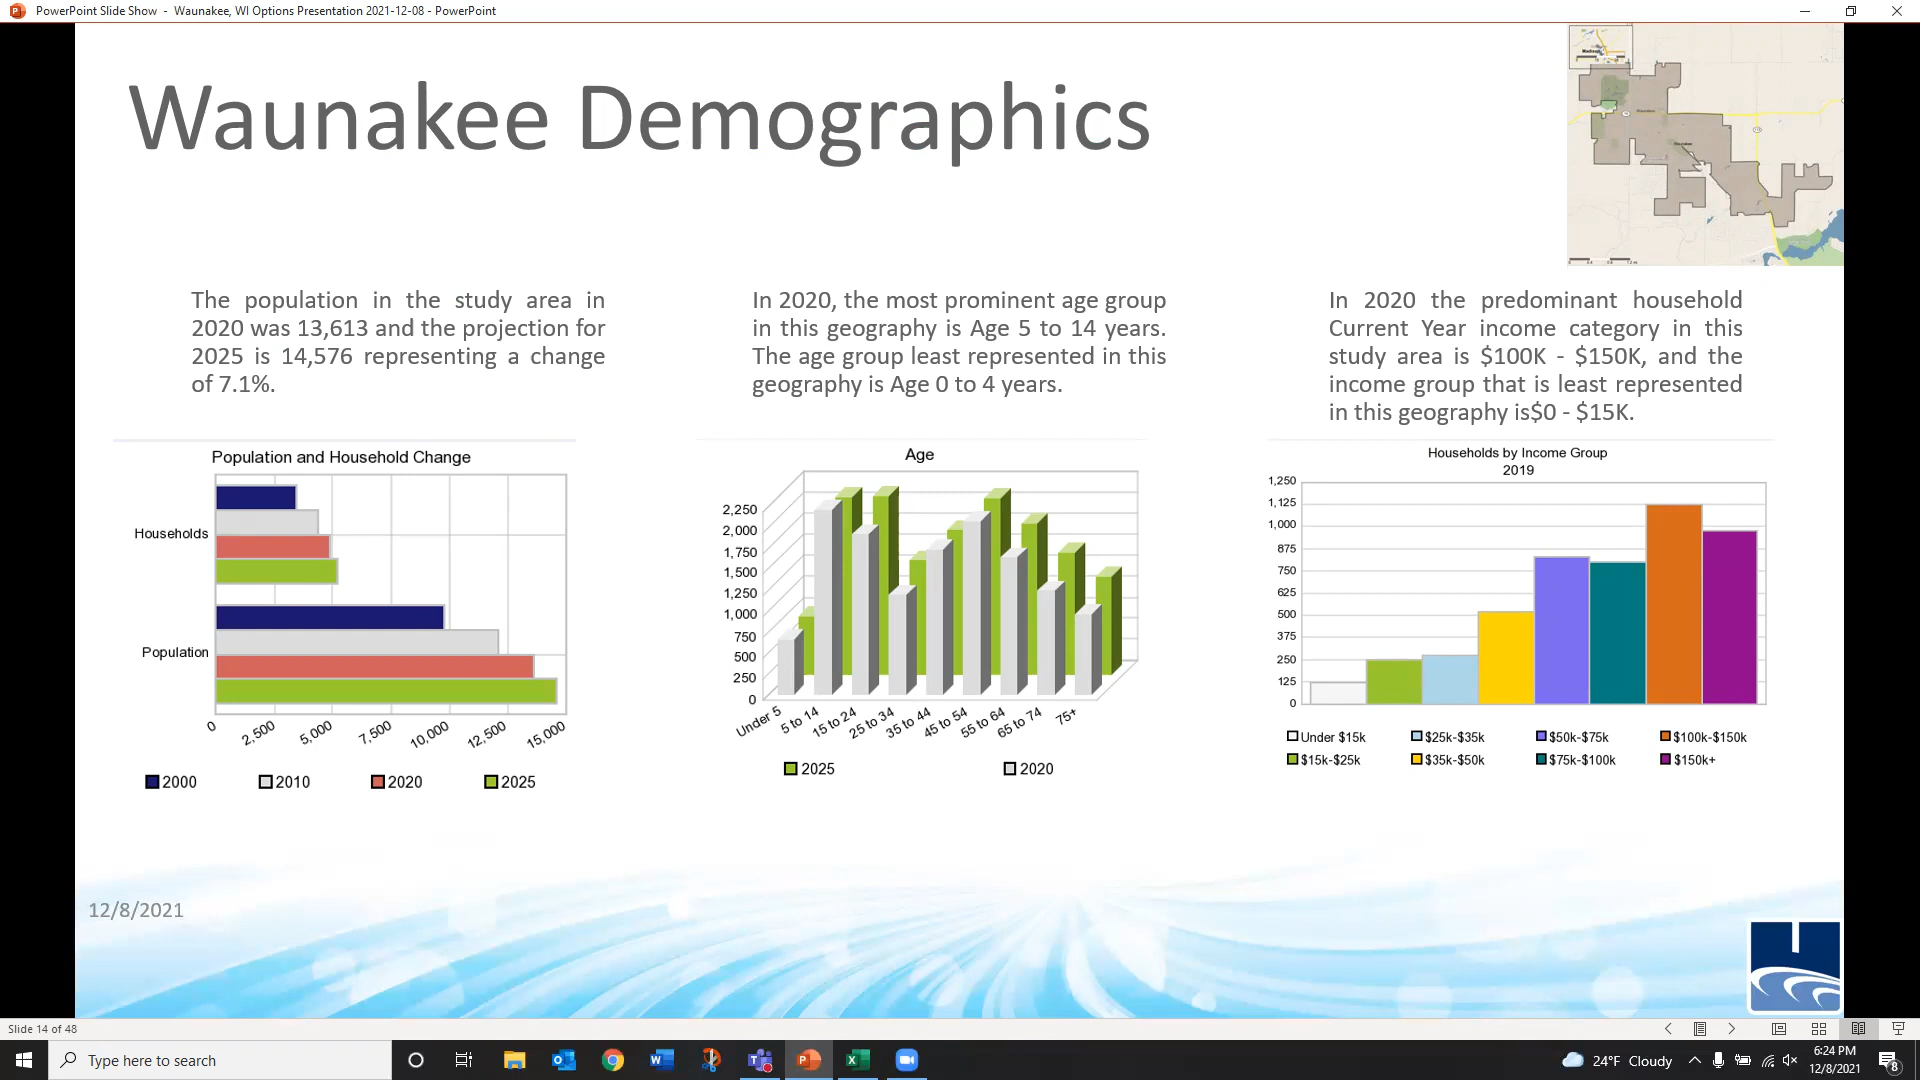 PowerPoint Slide Show - Waunakee, WI Options Presentation 2021-12-08 - PowerPoint
Waunakee Demographics
The population in the study area in
2020 was 13,613 and the projection for
2025 is 14,576 representing a change
of 7.1%.
In 2020, the most prominent age group
in this geography is Age 5 to 14 years.
The age group least represented in this
geography is Age 0 to 4 years.
In 2020 the predominant household
Current Year income category in this
study area is $100K - $150K, and the
income group that is least represented
in this geography is$0 - $15K.
Population and Household Change
Households
Population
0 2,500 5,000 7,500 10,000 12,500 15,000
2000 2010 2020 2025
Age
2,250
2,000
1,750
1,500
1,250
1,000
750
500
250
0
Under 5 5 to 14 15 to 24 25 to 34 35 to 44 45 to 54 55 to 64 65 to 74 75+
2025 2020
Households by Income Group
2019
1,250
1,125
1,000
875
750
625
500
375
250
125
0
Under $15k $25k-$35k $50k-$75k $100k-$150k
$15k-$25k $35k-$50k $75k-$100k $150k+
12/8/2021
Slide 14 of 48
Type here to search
24°F Cloudy
6:24 PM
12/8/2021
8